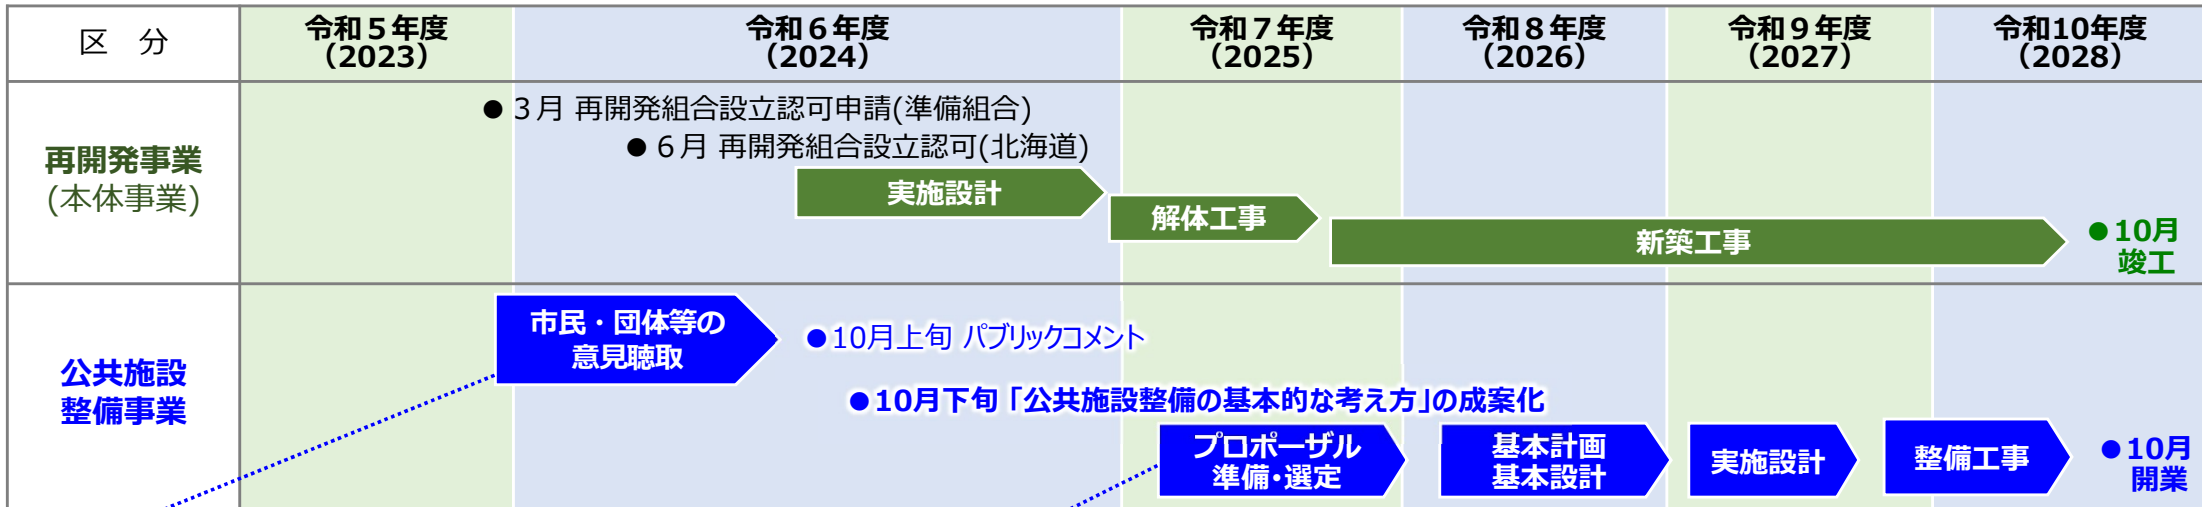 区　分
令和５年度
（2023）
令和６年度
（2024）
令和７年度
（2025）
令和８年度
（2026）
令和９年度
（2027）
令和10年度
（2028）
再開発事業
(本体事業)
●３月 再開発組合設立認可申請(準備組合)
●６月 再開発組合設立認可(北海道)
実施設計
解体工事
新築工事
●10月
竣工
公共施設
整備事業
市民・団体等の
意見聴取
●10月上旬 パブリックコメント
●10月下旬「公共施設整備の基本的な考え方」の成案化
プロポーザル
準備・選定
基本計画
基本設計
実施設計
整備工事
●10月
開業